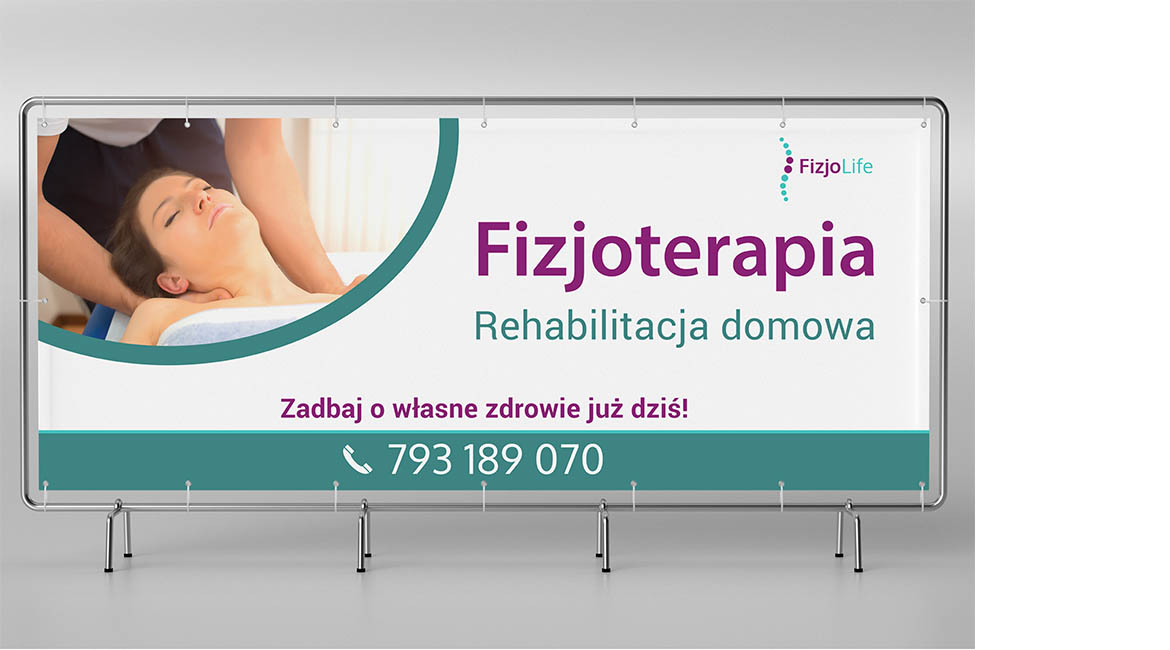 FizjoLife
Fizjoterapia
Rehabilitacja domowa
Zadbaj o własne zdrowie już dziś!
793 189 070